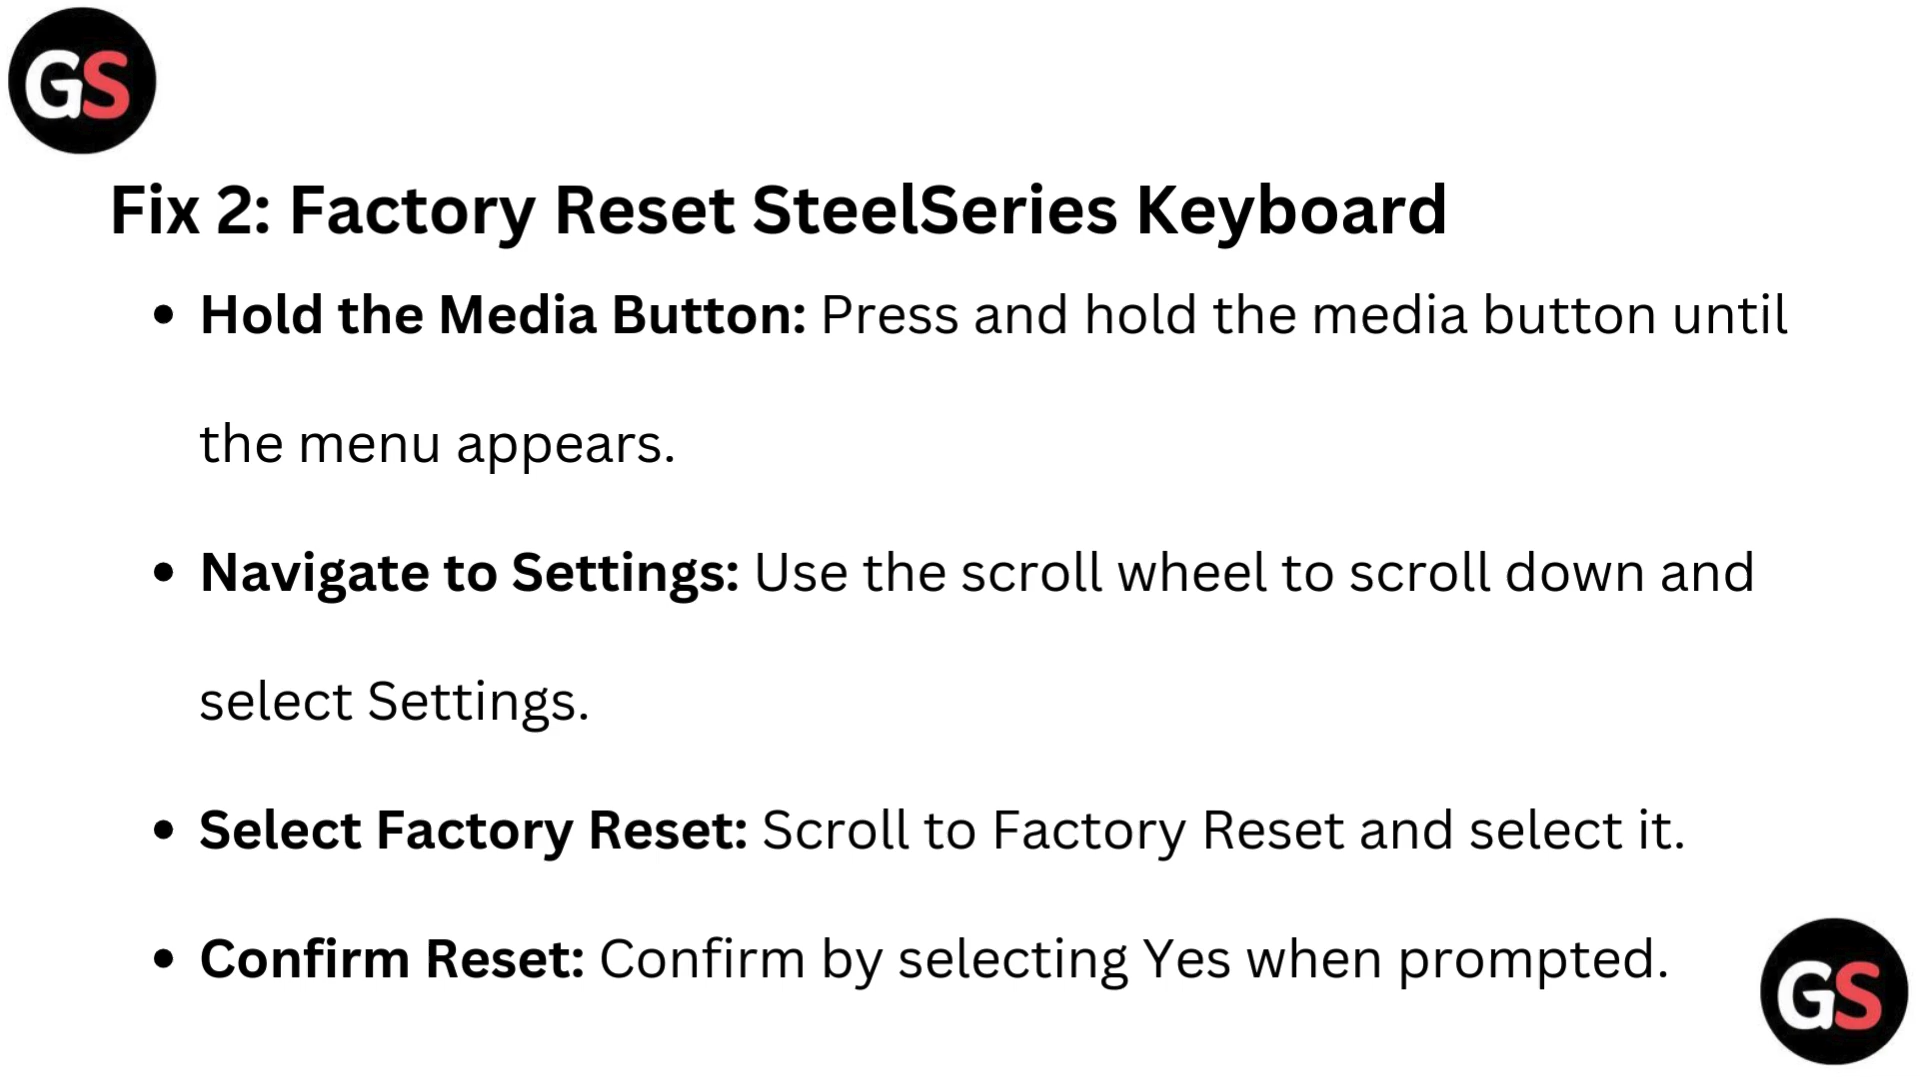 GS
Fix 2: Factory Reset SteelSeries Keyboard
• Hold the Media Button: Press and hold the media button until
the menu appears.
• Navigate to Settings: Use the scroll wheel to scroll down and
select Settings.
• Select Factory Reset: Scroll to Factory Reset and select it.
• Confirm Reset: Confirm by selecting Yes when prompted.
GS